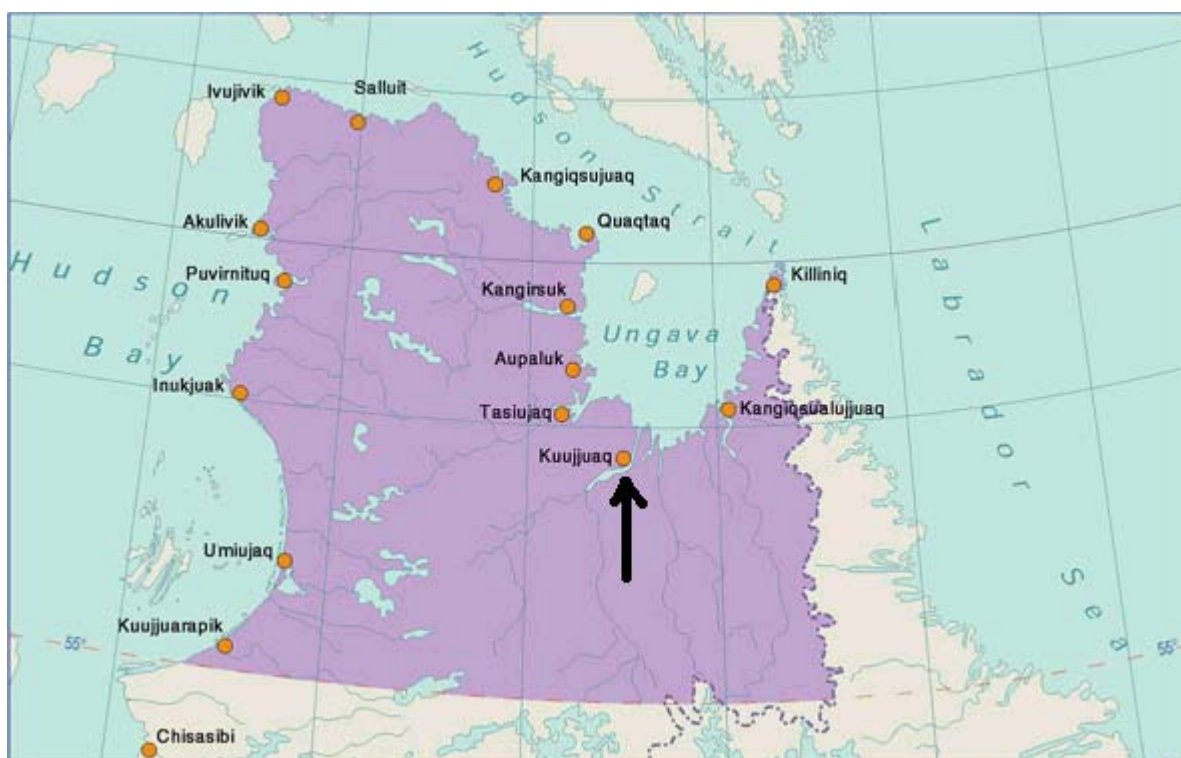 Hudson Strait
Ivujivik
Salluit
Kangiqsujuaq
Akulivik
Quaqtaq
Hudson
Bay
Puvirnituq
Killiniq
Labrador Sea
Kangirsuk
Ungava
Bay
Aupaluk
Inukjuak
Tasiujaq
Kangiqsualujjuaq
Kuujjuaq
Umiujaq
Kuujjuarapik
55°
55°
Chisasibi